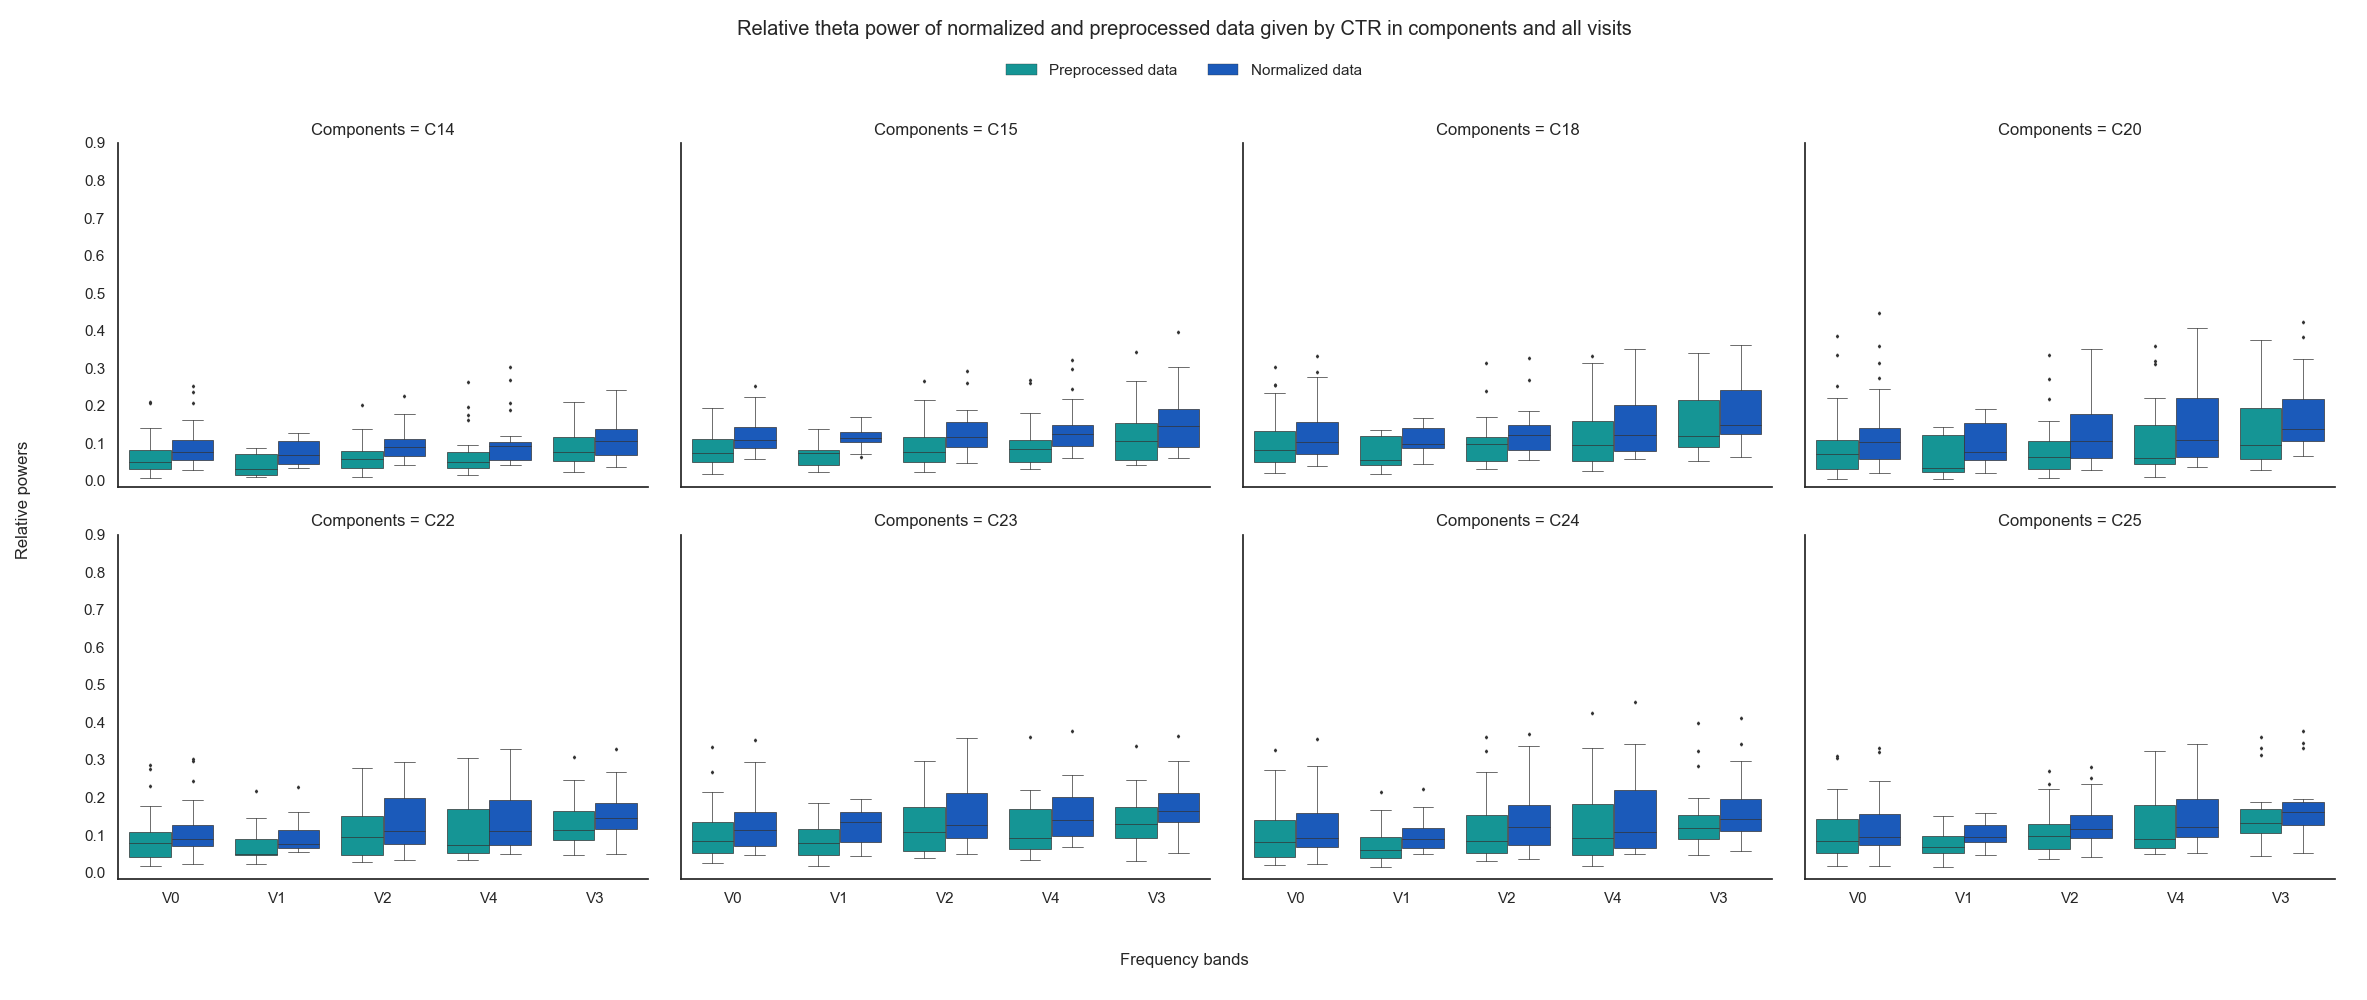 Relative theta power of normalized and preprocessed data given by CTR in components and all visits
Preprocessed data Normalized data
Components = C14 Components = C15 Components = C18 Components = C20
0.9
0.8
0.7
0.6
0.5
0.4
0.3
0.2
0.1
0.0
Relative powers
Components = C22 Components = C23 Components = C24 Components = C25
0.9
0.8
0.7
0.6
0.5
0.4
0.3
0.2
0.1
0.0
V0 V1 V2 V4 V3 V0 V1 V2 V4 V3 V0 V1 V2 V4 V3 V0 V1 V2 V4 V3
Frequency bands